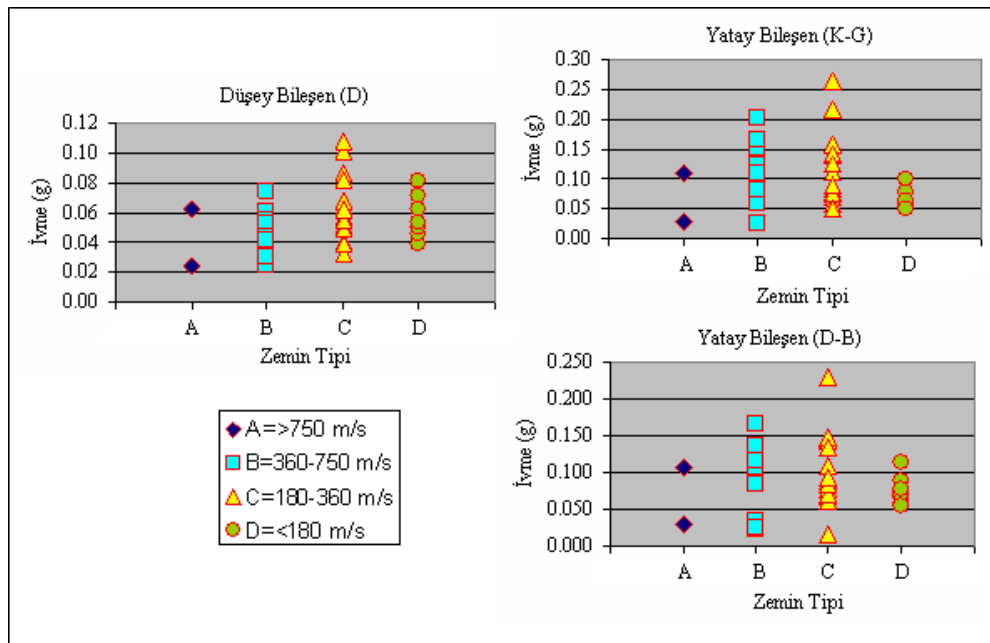 Düşey Bileşen (D)
İvme (g)
0.12
0.10
0.08
0.06
0.04
0.02
0.00
A B C D
Zemin Tipi
Yatay Bileşen (K-G)
İvme (g)
0.30
0.25
0.20
0.15
0.10
0.05
0.00
A B C D
Zemin Tipi
A=>750 m/s
B=360-750 m/s
C=180-360 m/s
D=<180 m/s
Yatay Bileşen (D-B)
İvme (g)
0.250
0.200
0.150
0.100
0.050
0.000
A B C D
Zemin Tipi